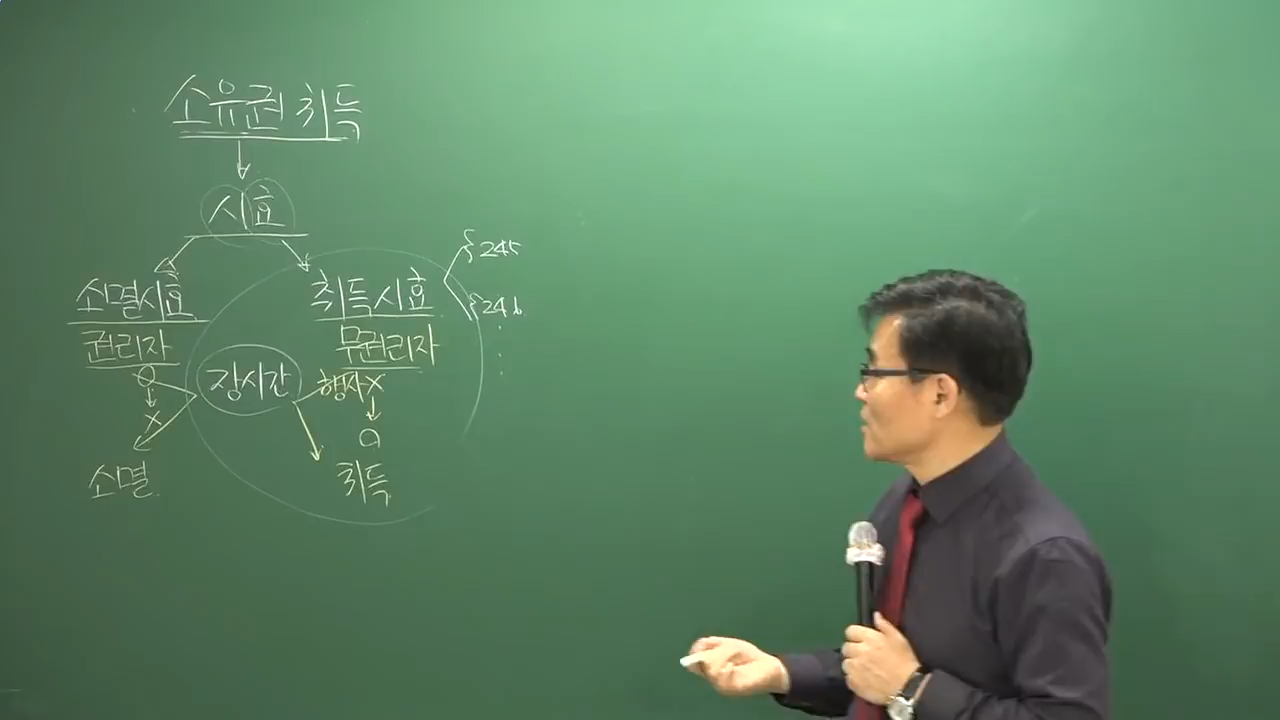 소유권 취득
시효
소멸시효
취득시효
§245
§246
권리자
무권리자
장시간
행사×
○
×
○
소멸
취득